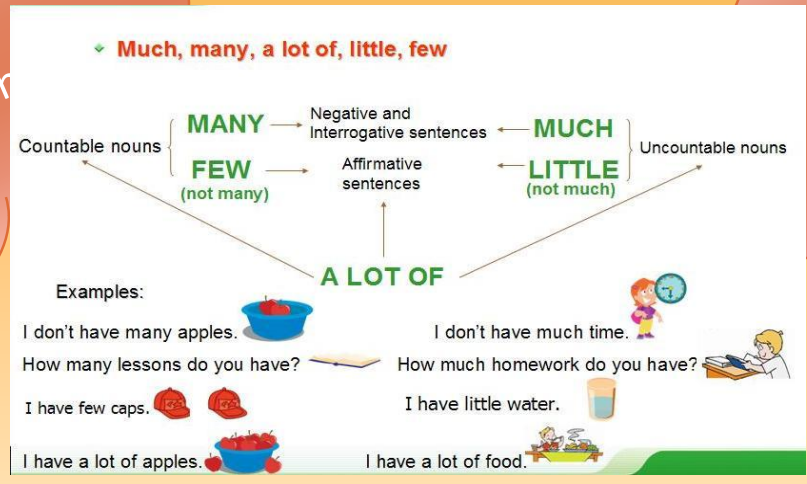 Much, many, a lot of, little, few
MANY
Negative and
Interrogative sentences
MUCH
Countable nouns
Uncountable nouns
FEW
(not many)
Affirmative
sentences
LITTLE
(not much)
A LOT OF
Examples:
I don't have many apples.
I don't have much time.
How many lessons do you have?
How much homework do you have?
I have few caps.
I have little water.
I have a lot of apples.
I have a lot of food.